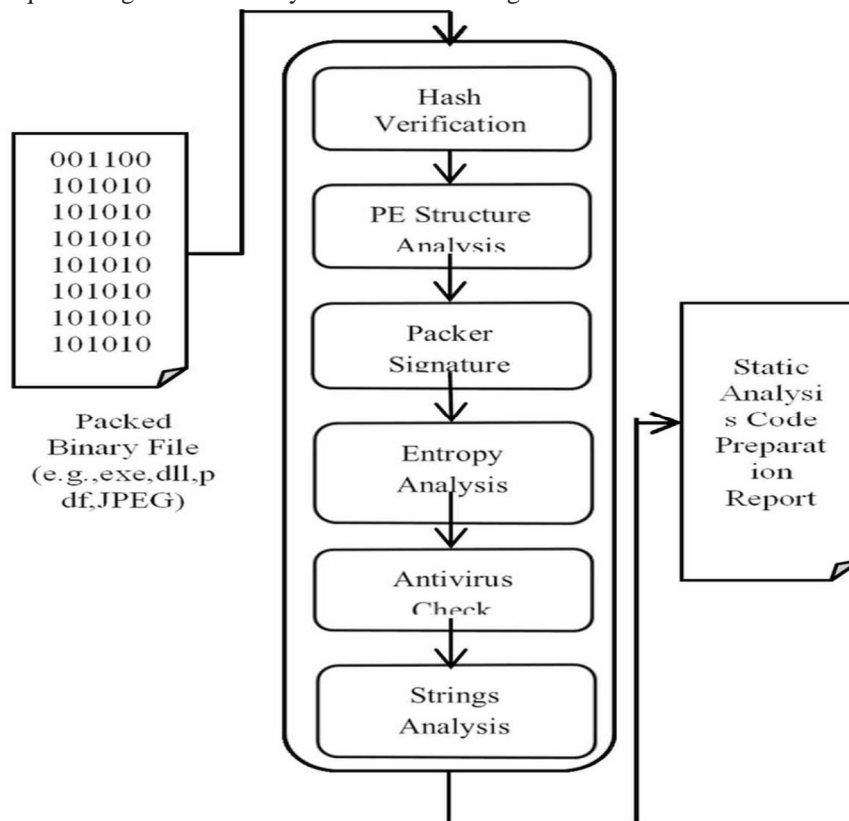 Hash
Verification
001100
101010
101010
101010
101010
101010
101010
101010
Packed
Binary File
(e.g.,exe,dll,p
df,JPEG)
PE Structure
Analysis
Packer
Signature
Entropy
Analysis
Antivirus
Check
Strings
Analysis
Static
Analysi
s Code
Preparat
ion
Report